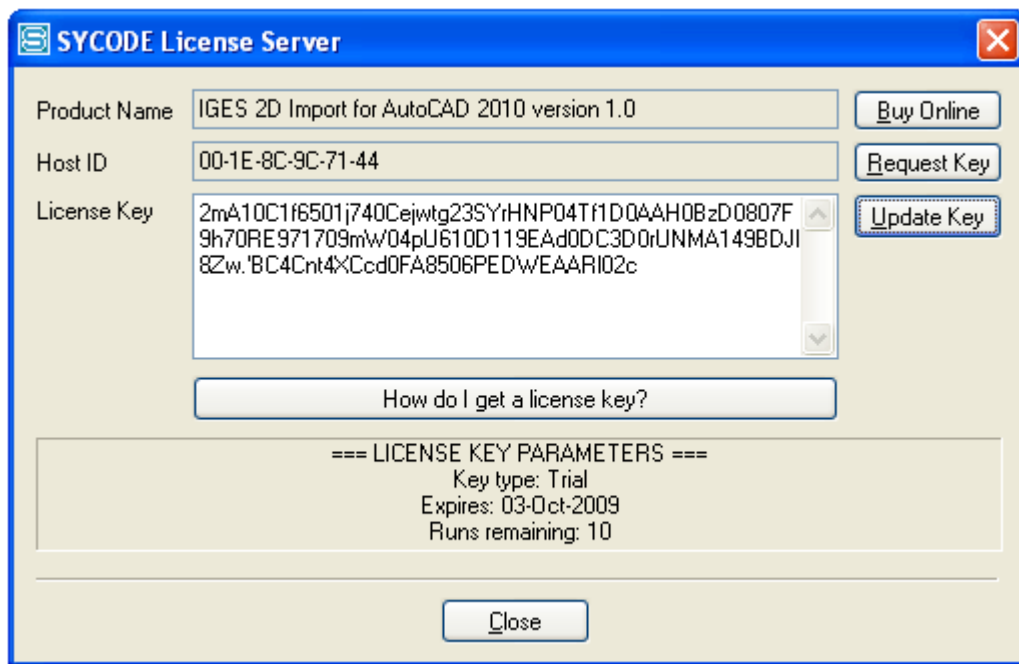 SYCODE License Server
Product Name
IGES 2D Import for AutoCAD 2010 version 1.0
Buy Online
Host ID
00-1E-8C-9C-71-44
Request Key
License Key
2mA10C1f6501j740Cejwtg23SYrHNP04Tf1D0AAH0BzD0807F
9h70RE971709mW04pU610D119EAd0DC3D0rUNMA149BDJI
8Zw.'BC4Cnt4XCcd0FA8506PEDWEAARI02c
Update Key
How do I get a license key?
=== LICENSE KEY PARAMETERS ===
Key type: Trial
Expires: 03-Oct-2009
Runs remaining: 10
Close